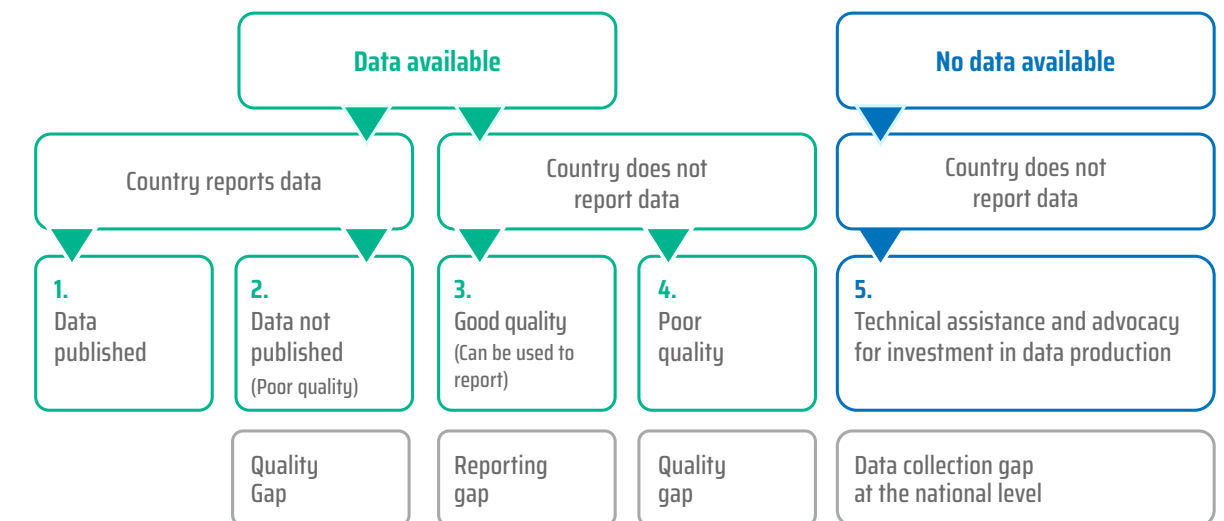 Data available
No data available
Country reports data
Country does not
report data
Country does not
report data
1.
Data
published
2.
Data not
published
(Poor quality)
3.
Good quality
(Can be used to
report)
4.
Poor
quality
5.
Technical assistance and advocacy
for investment in data production
Quality
Gap
Reporting
gap
Quality
gap
Data collection gap
at the national level